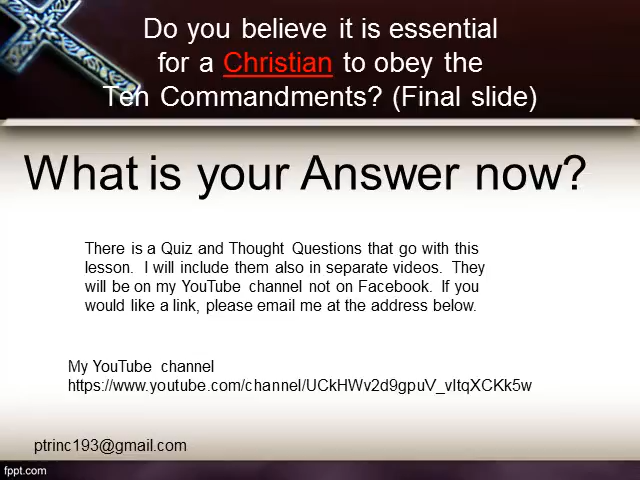 Do you believe it is essential
for a Christian to obey the
Ten Commandments? (Final slide)
What is your Answer now?
There is a Quiz and Thought Questions that go with this
lesson. I will include them also in separate videos. They
will be on my YouTube channel not on Facebook. If you
would like a link, please email me at the address below.
My YouTube channel
https://www.youtube.com/channel/UCkHWv2d9gpuV_vItqXCKk5w
ptrinc193@gmail.com
fppt.com